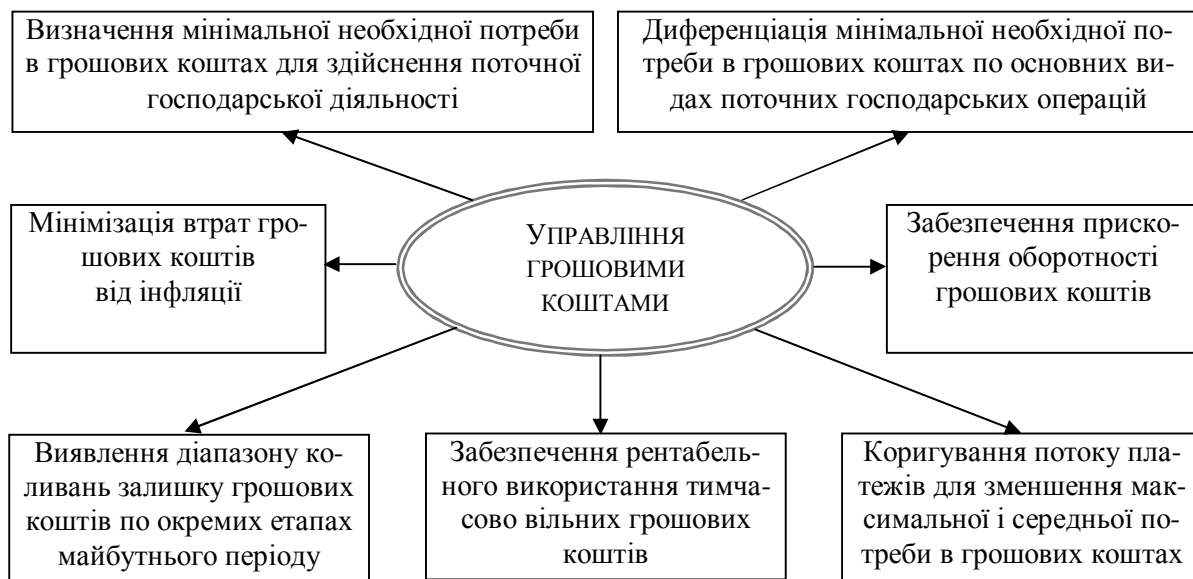 Визначення мінімальної необхідної потреби
в грошових коштах для здійснення поточної
господарської діяльності
Диференціація мінімальної необхідної по-
треби в грошових коштах по основних ви-
дах поточних господарських операцій
Мінімізація втрат гро-
шових коштів
від інфляції
УПРАВЛІННЯ
ГРОШОВИМИ
КОШТАМИ
Забезпечення приско-
рення оборотності
грошових коштів
Виявлення діапазону ко-
ливань залишку грошових
коштів по окремих етапах
майбутнього періоду
Забезпечення рентабель-
ного використання тимча-
сово вільних грошових
коштів
Коригування потоку пла-
тежів для зменшення мак-
симальної і середньої по-
треби в грошових коштах